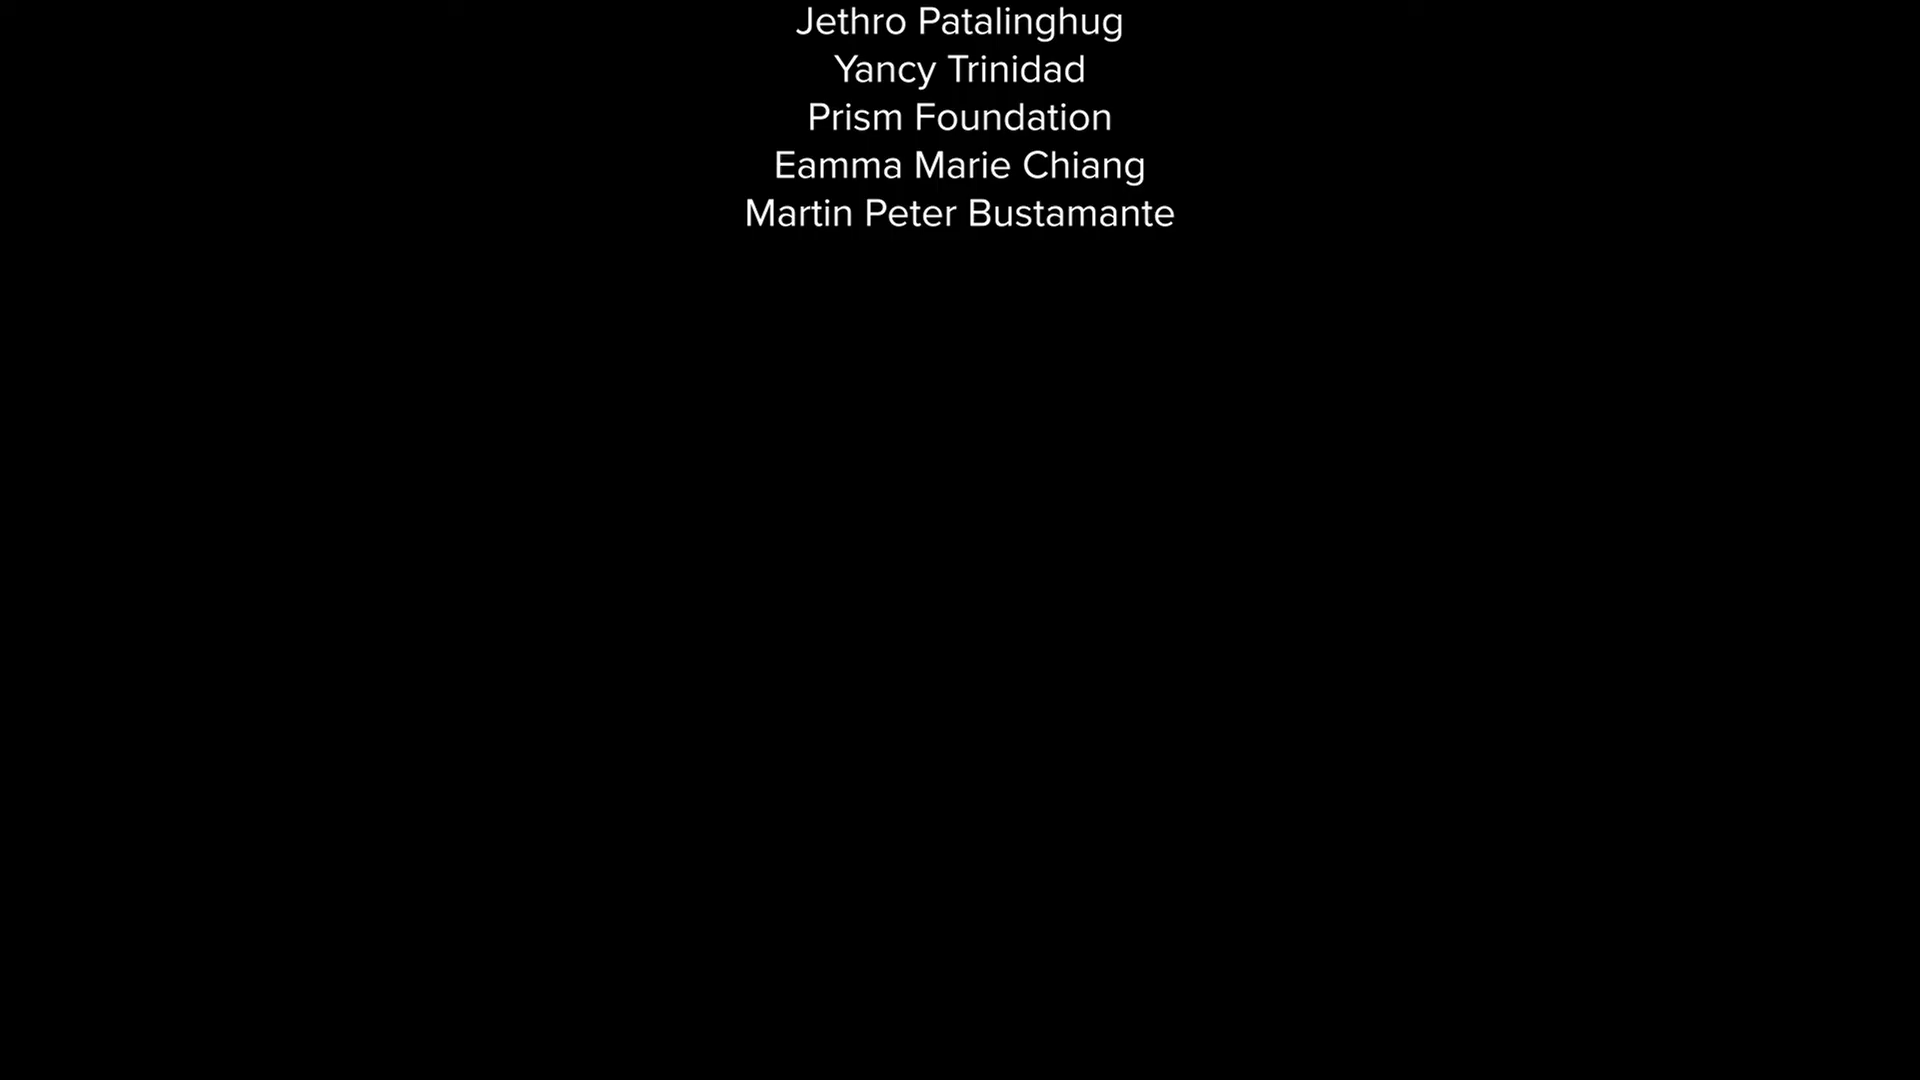 Jethro Patalinghug
Yancy Trinidad
Prism Foundation
Eamma Marie Chiang
Martin Peter Bustamante